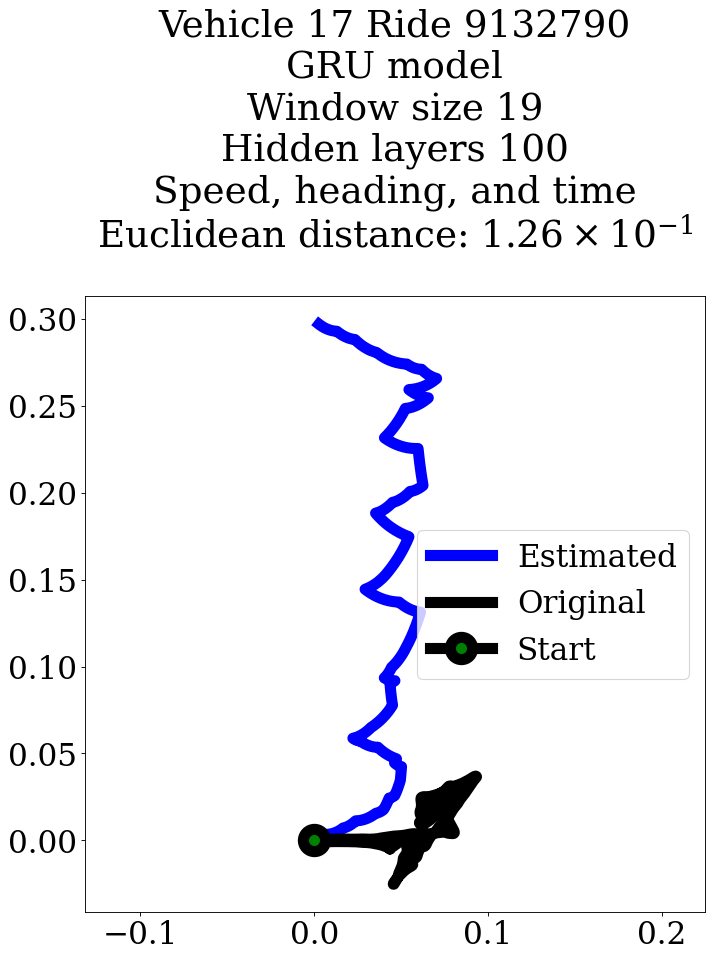 Vehicle 17 Ride 9132790
GRU model
Window size 19
Hidden layers 100
Speed, heading, and time
Euclidean distance: 1.26 × 10⁻¹
0.30
0.25
0.20
0.15
0.10
0.05
0.00
Estimated
Original
Start
−0.1 0.0 0.1 0.2